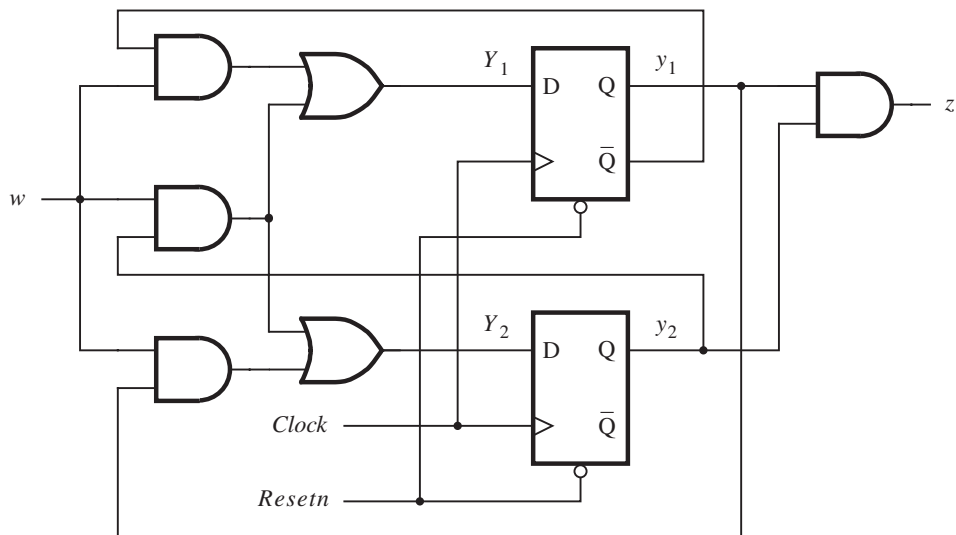 Y1 y1
D Q
z
Q̅
w
Y2 y2
D Q
Clock
Q̅
Resetn